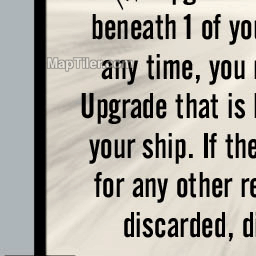 beneath 1 of you
MapTiler.com
any time, you
Upgrade that is
your ship. If the
for any other re
discarded, di